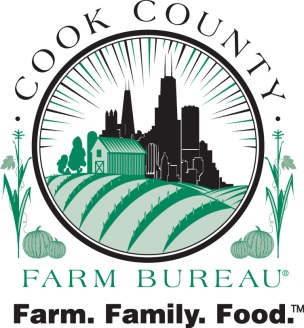 · COOK COUNTY ·
FARM BUREAU®
Farm. Family. Food.™